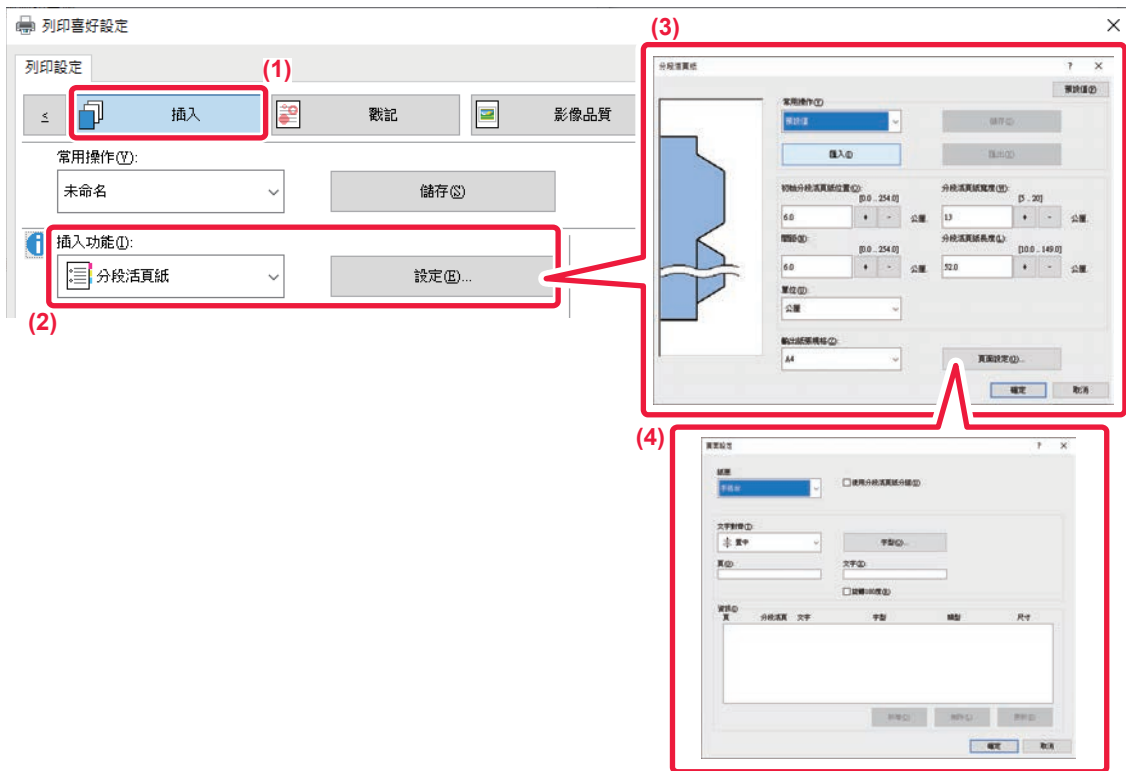 列印喜好設定
列印設定
(1)
≤
插入
戳記
影像品質
常用操作(Y):
未命名
儲存(S)
插入功能(I):
分段活頁紙
設定(E)...
(2)
(3)
分段活頁紙
? ×
預設值(F)
常用操作(Y)
預設值
儲存(S)
匯入(I)
匯出(X)
初始分段活頁紙位置(O):
[0.0 .. 254.0]
6.0
+ -
公厘.
分段活頁紙寬度(W):
[5 .. 20]
13
+ -
公厘.
間距(N):
[0.0 .. 254.0]
6.0
+ -
公厘.
分段活頁紙長度(L):
[10.0 .. 149.0]
52.0
+ -
公厘.
單位(U):
公厘
輸出紙張規格(Z):
A4
頁面設定(Q)...
確定
取消
(4)
頁面設定
? ×
紙匣
手送台
使用分段活頁紙分隔(S)
文字對齊(T):
置中
字型(G)...
頁(P):
文字(X):
旋轉180度(R)
資訊(I)
頁
分段活頁
文字
字型
類型
尺寸
確定
取消